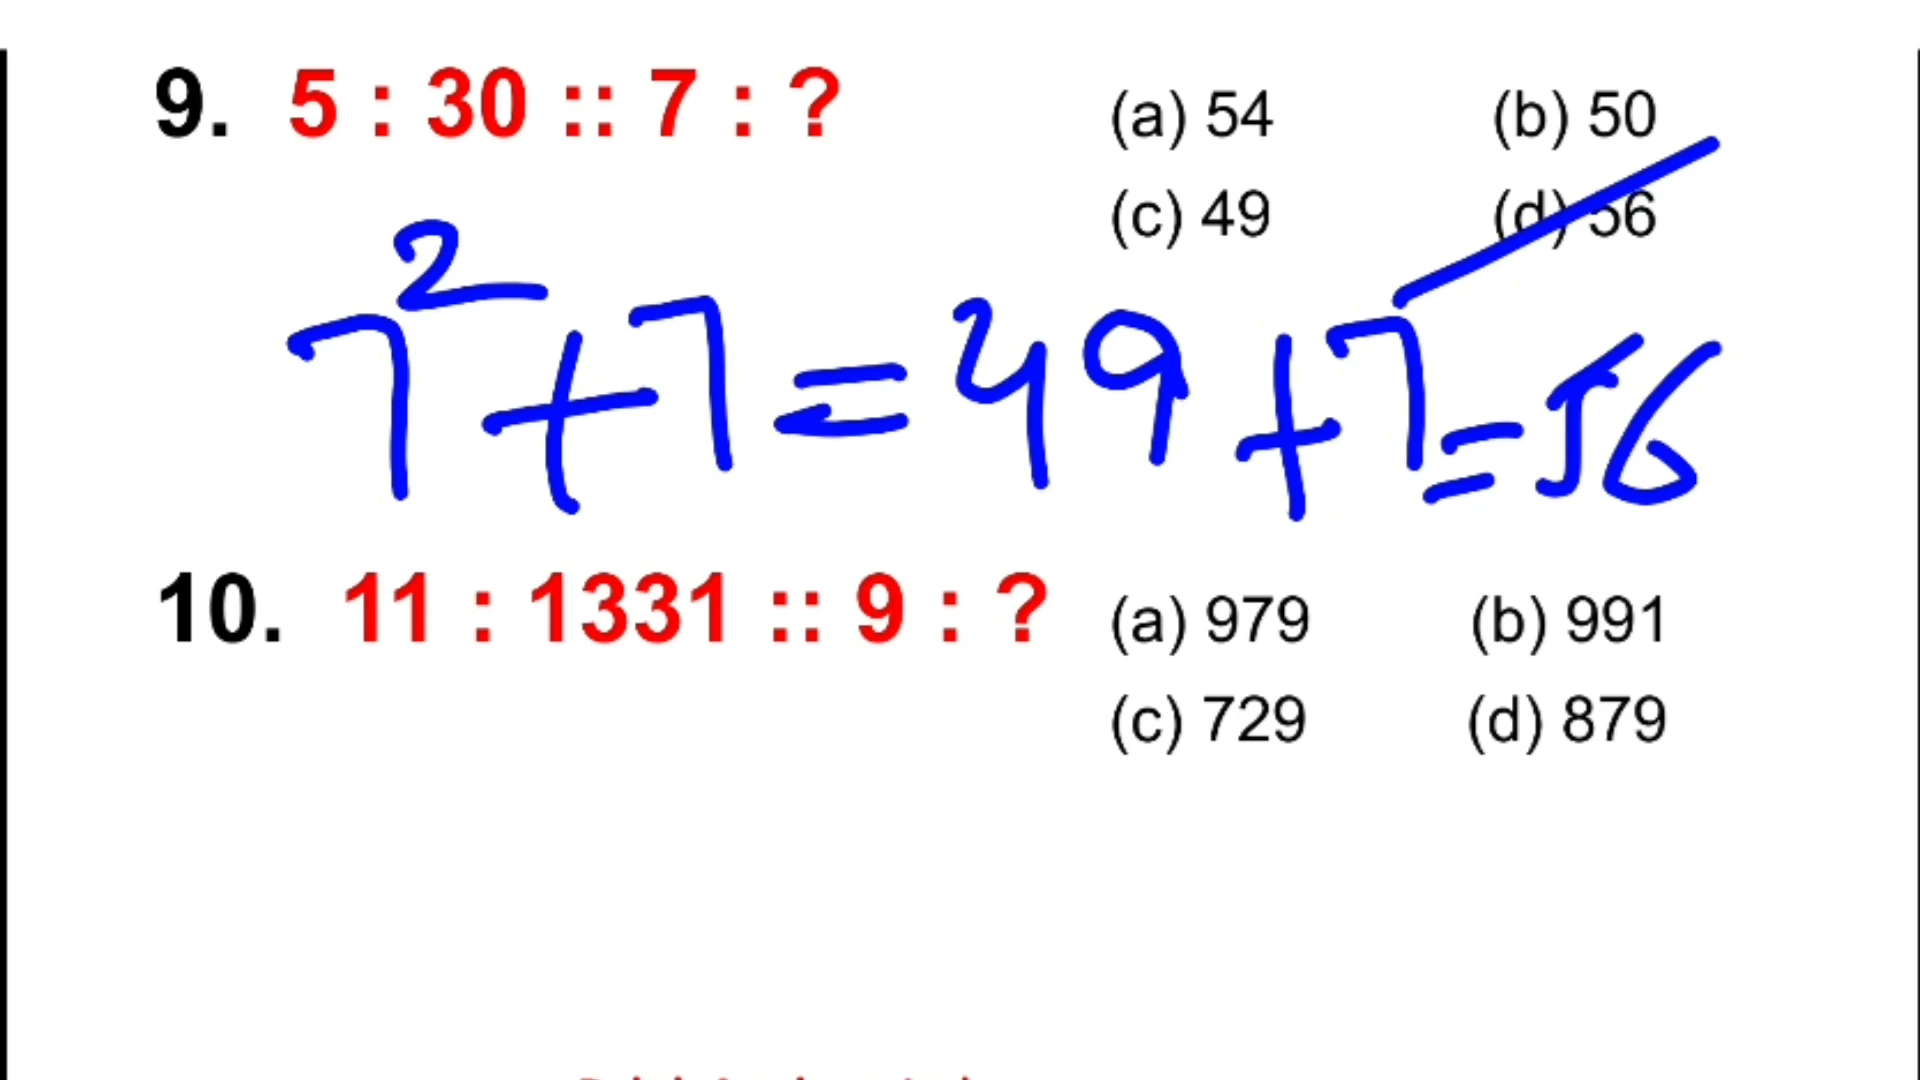 9. 5 : 30 :: 7 : ? (a) 54 (b) 50
(c) 49 (d) 56
7² + 7 = 49 + 7 = 56
10. 11 : 1331 :: 9 : ? (a) 979 (b) 991
(c) 729 (d) 879